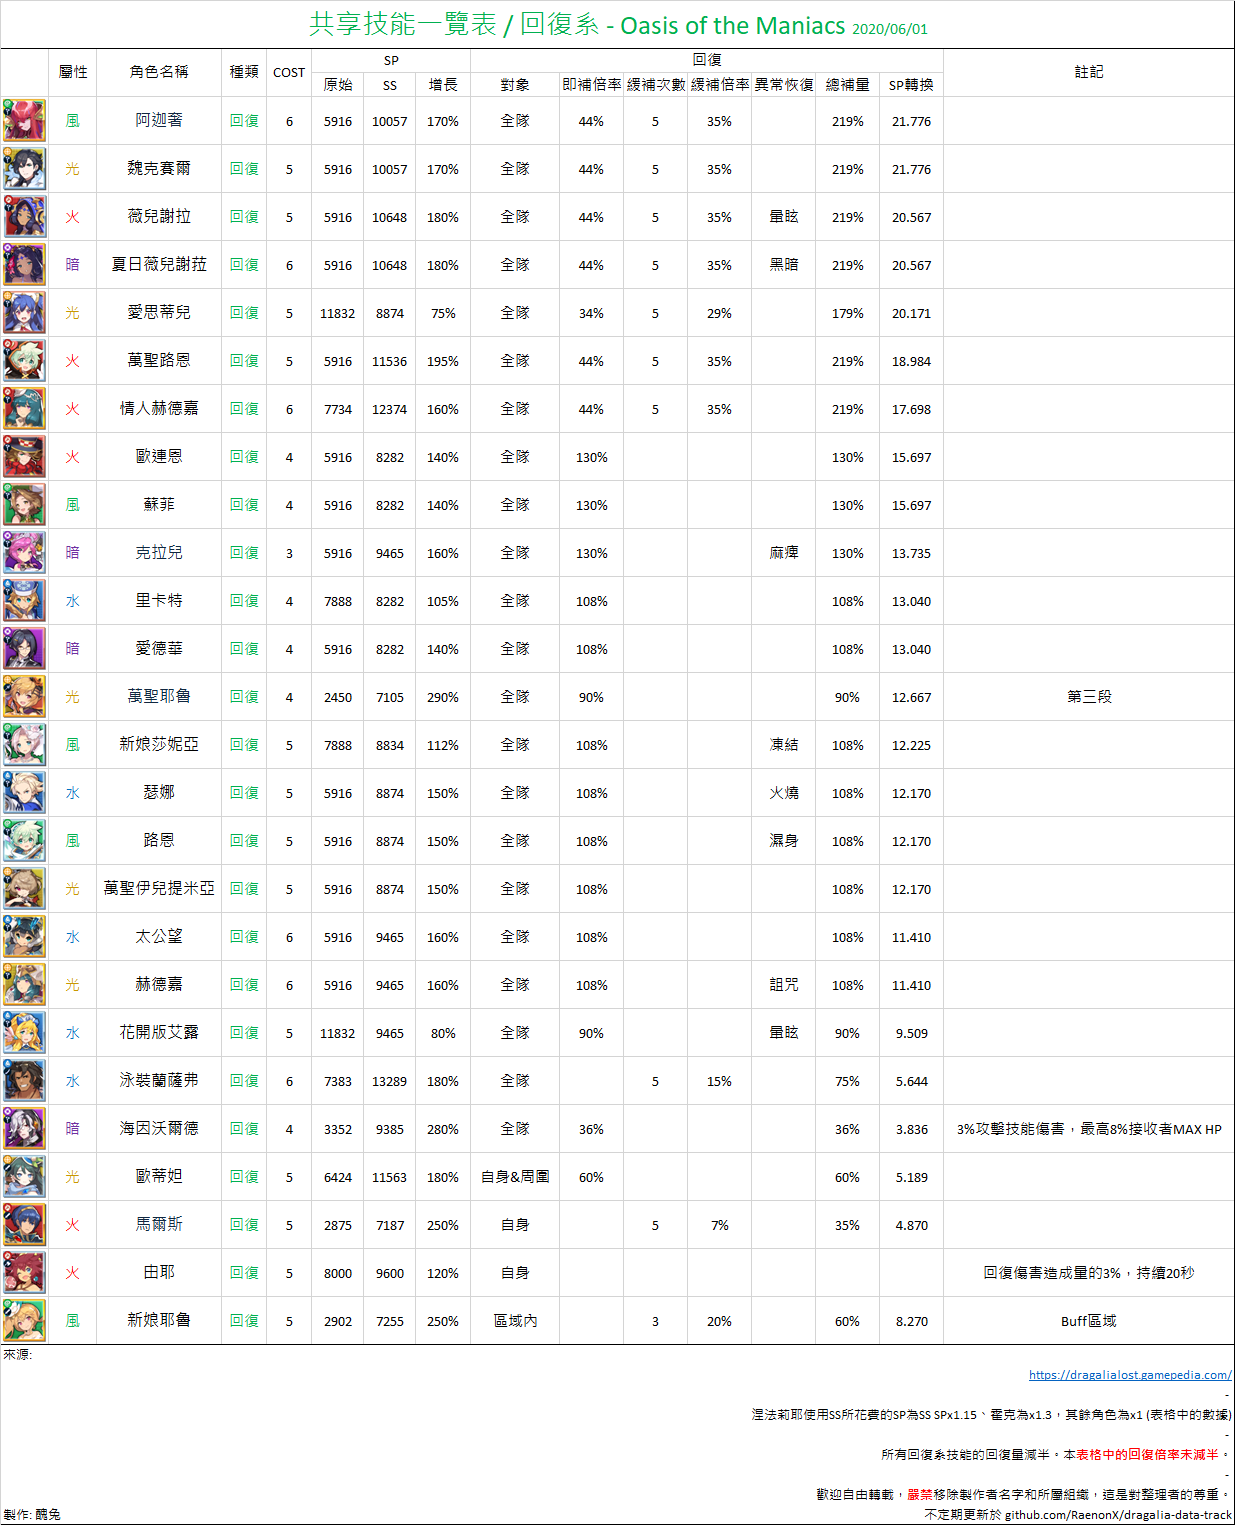 共享技能一覽表 / 回復系 - Oasis of the Maniacs 2020/06/01
屬性 角色名稱 種類 COST SP 回復 註記
原始 SS 增長 對象 即補倍率 緩補次數 緩補倍率 異常恢復 總補量 SP轉換
風 阿迦奢 回復 6 5916 10057 170% 全隊 44% 5 35% 219% 21.776
光 魏克賽爾 回復 5 5916 10057 170% 全隊 44% 5 35% 219% 21.776
火 薇兒謝拉 回復 5 5916 10648 180% 全隊 44% 5 35% 暈眩 219% 20.567
暗 夏日薇兒謝菈 回復 6 5916 10648 180% 全隊 44% 5 35% 黑暗 219% 20.567
光 愛思蒂兒 回復 5 11832 8874 75% 全隊 34% 5 29% 179% 20.171
火 萬聖路恩 回復 5 5916 11536 195% 全隊 44% 5 35% 219% 18.984
火 情人赫德嘉 回復 6 7734 12374 160% 全隊 44% 5 35% 219% 17.698
火 歐連恩 回復 4 5916 8282 140% 全隊 130% 130% 15.697
風 蘇菲 回復 4 5916 8282 140% 全隊 130% 130% 15.697
暗 克拉兒 回復 3 5916 9465 160% 全隊 130% 麻痺 130% 13.735
水 里卡特 回復 4 7888 8282 105% 全隊 108% 108% 13.040
暗 愛德華 回復 4 5916 8282 140% 全隊 108% 108% 13.040
光 萬聖耶魯 回復 4 2450 7105 290% 全隊 90% 90% 12.667 第三段
風 新娘莎妮亞 回復 5 7888 8834 112% 全隊 108% 凍結 108% 12.225
水 瑟娜 回復 5 5916 8874 150% 全隊 108% 火燒 108% 12.170
風 路恩 回復 5 5916 8874 150% 全隊 108% 濕身 108% 12.170
光 萬聖伊兒提米亞 回復 5 5916 8874 150% 全隊 108% 108% 12.170
水 太公望 回復 6 5916 9465 160% 全隊 108% 108% 11.410
光 赫德嘉 回復 6 5916 9465 160% 全隊 108% 詛咒 108% 11.410
水 花開版艾露 回復 5 11832 9465 80% 全隊 90% 暈眩 90% 9.509
水 泳裝蘭薩弗 回復 6 7383 13289 180% 全隊 5 15% 75% 5.644
暗 海因沃爾德 回復 4 3352 9385 280% 全隊 36% 36% 3.836 3%攻擊技能傷害，最高8%接收者MAX HP
光 歐蒂妲 回復 5 6424 11563 180% 自身&周圍 60% 60% 5.189
火 馬爾斯 回復 5 2875 7187 250% 自身 5 7% 35% 4.870
火 由耶 回復 5 8000 9600 120% 自身 回復傷害造成量的3%，持續20秒
風 新娘耶魯 回復 5 2902 7255 250% 區域內 3 20% 60% 8.270 Buff區域
來源:
https://dragalialost.gamepedia.com/
-
涅法莉耶使用SS所花費的SP為SS SPx1.15、霍克為x1.3，其餘角色為x1 (表格中的數據)
-
所有回復系技能的回復量減半。本表格中的回復倍率未減半。
-
歡迎自由轉載，嚴禁移除製作者名字和所屬組織，這是對整理者的尊重。
製作: 醜兔 不定期更新於 github.com/RaenonX/dragalia-data-track